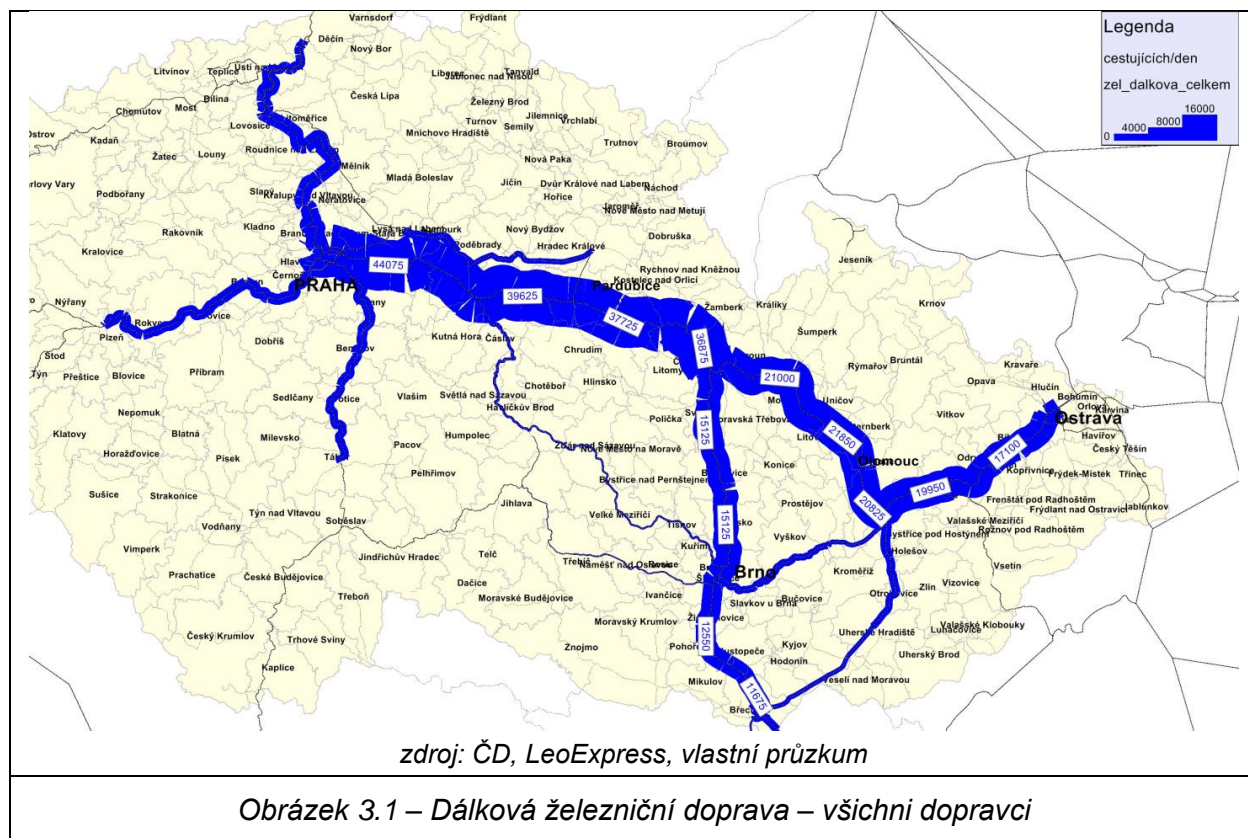 Varnsdorf
Frýdlant
Děčín
Nový Bor
Litvínov
Teplice
Liberec
Tanvald
Jablonec nad Nisou
Most
Bílina
Česká Lípa
Železný Brod
Chomutov
Jilemnice
Vrchlabí
Turnov
Semily
Ostrov
Kadaň
Lovosice
Mnichovo Hradiště
Trutnov
Broumov
Žatec
Louny
Nová Paka
Mělník
Mladá Boleslav
Jičín
Dvůr Králové nad Labem
Náchod
Podbořany
Slaný
Neratovice
Hořice
Jaroměř
Nové Město nad Metují
Kladno
Nový Bydžov
Dobruška
Rakovník
Poděbrady
Hradec Králové
Kralovice
Rychnov nad Kněžnou
Kostelec nad Orlicí
Jeseník
44075
PRAHA
39625
Pardubice
Žamberk
Králíky
Krnov
Nýřany
37725
Šumperk
Plzeň
Kutná Hora
Čáslav
36875
Rýmařov
Bruntál
Kravaře
Stod
Dobříš
Chrudim
21000
Opava
Hlučín
Bohumín
Přeštice
Blovice
Příbram
Chotěboř
Hlinsko
Uničov
Orlová
Karviná
Vlašim
Světlá nad Sázavou
Havlíčkův Brod
Polička
Moravská Třebová
Vítkov
Ostrava
Sedlčany
15125
21850
Havířov
Nepomuk
Humpolec
Český Těšín
Klatovy
Blatná
Milevsko
Pacov
Žďár nad Sázavou
Nové Město na Moravě
Olomouc
17100
Kopřivnice
Horažďovice
Písek
Pelhřimov
Konice
19950
Frýdek-Místek
Třinec
Bystřice nad Pernštejnem
Frenštát pod Radhoštěm
Sušice
Strakonice
Jihlava
Prostějov
20825
Frýdlant nad Ostravicí
Jablunkov
Týn nad Vltavou
Velké Meziříčí
15125
Valašské Meziříčí
Rožnov pod Radhoštěm
Vodňany
Soběslav
Tišnov
Vyškov
Bystřice pod Hostýnem
Kuřim
Holešov
Vimperk
Jindřichův Hradec
Telč
Třebíč
Náměšť nad Oslavou
Brno
Vsetín
Prachatice
České Budějovice
Dačice
Kroměříž
Zlín
Vizovice
Třeboň
Moravské Budějovice
Ivančice
Slavkov u Brna
Bučovice
Otrokovice
Valašské Klobouky
Luhačovice
Český Krumlov
Trhové Sviny
Moravský Krumlov
12550
Kyjov
Uherské Hradiště
Znojmo
Hodonín
Uherský Brod
Kaplice
Mikulov
11675
Veselí nad Moravou
Legenda
cestujících/den
zel_dalkova_celkem
0 4000 8000 16000
zdroj: ČD, LeoExpress, vlastní průzkum
Obrázek 3.1 – Dálková železniční doprava – všichni dopravci